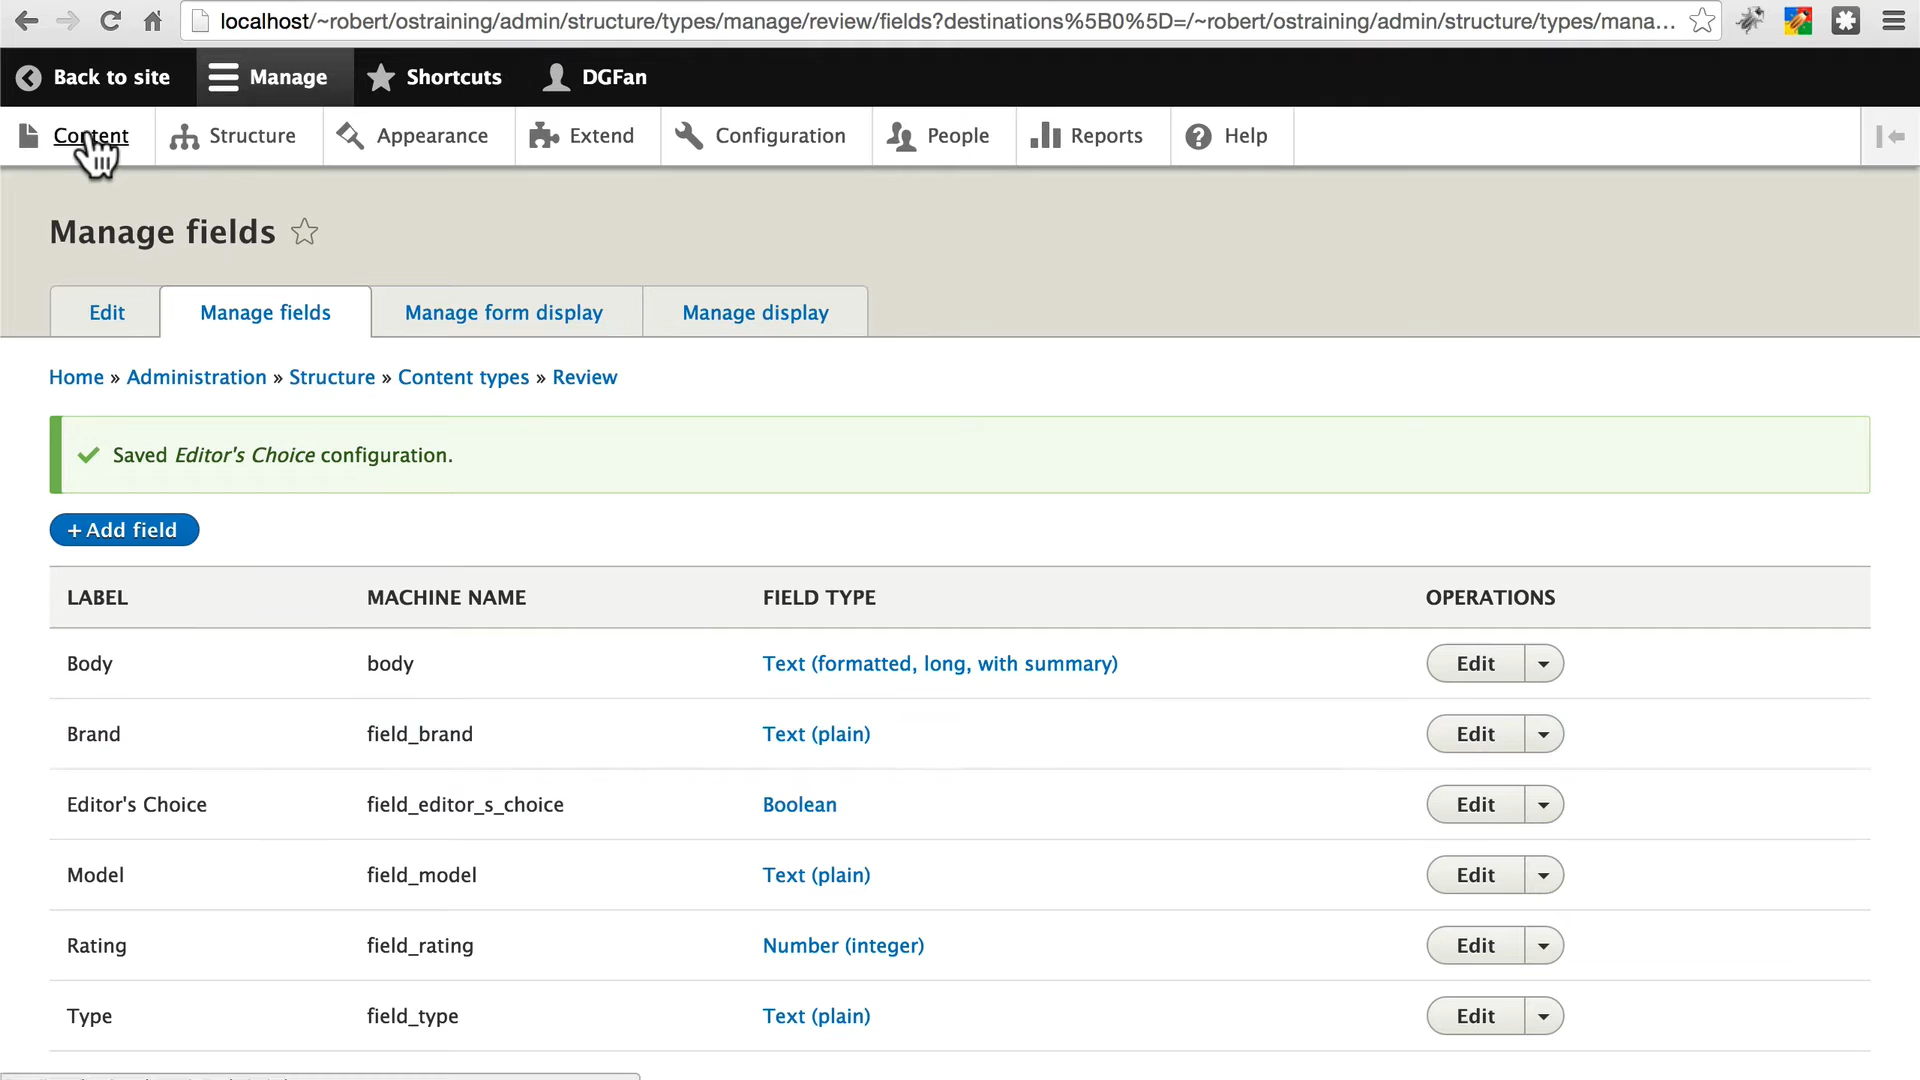 localhost/~robert/ostraining/admin/structure/types/manage/review/fields?destinations%5B0%5D=/~robert/ostraining/admin/structure/types/mana...
Back to site Manage Shortcuts DGFan
Content Structure Appearance Extend Configuration People Reports Help
Manage fields
Edit Manage fields Manage form display Manage display
Home » Administration » Structure » Content types » Review
Saved Editor's Choice configuration.
+ Add field
LABEL MACHINE NAME FIELD TYPE OPERATIONS
Body body Text (formatted, long, with summary) Edit
Brand field_brand Text (plain) Edit
Editor's Choice field_editor_s_choice Boolean Edit
Model field_model Text (plain) Edit
Rating field_rating Number (integer) Edit
Type field_type Text (plain) Edit